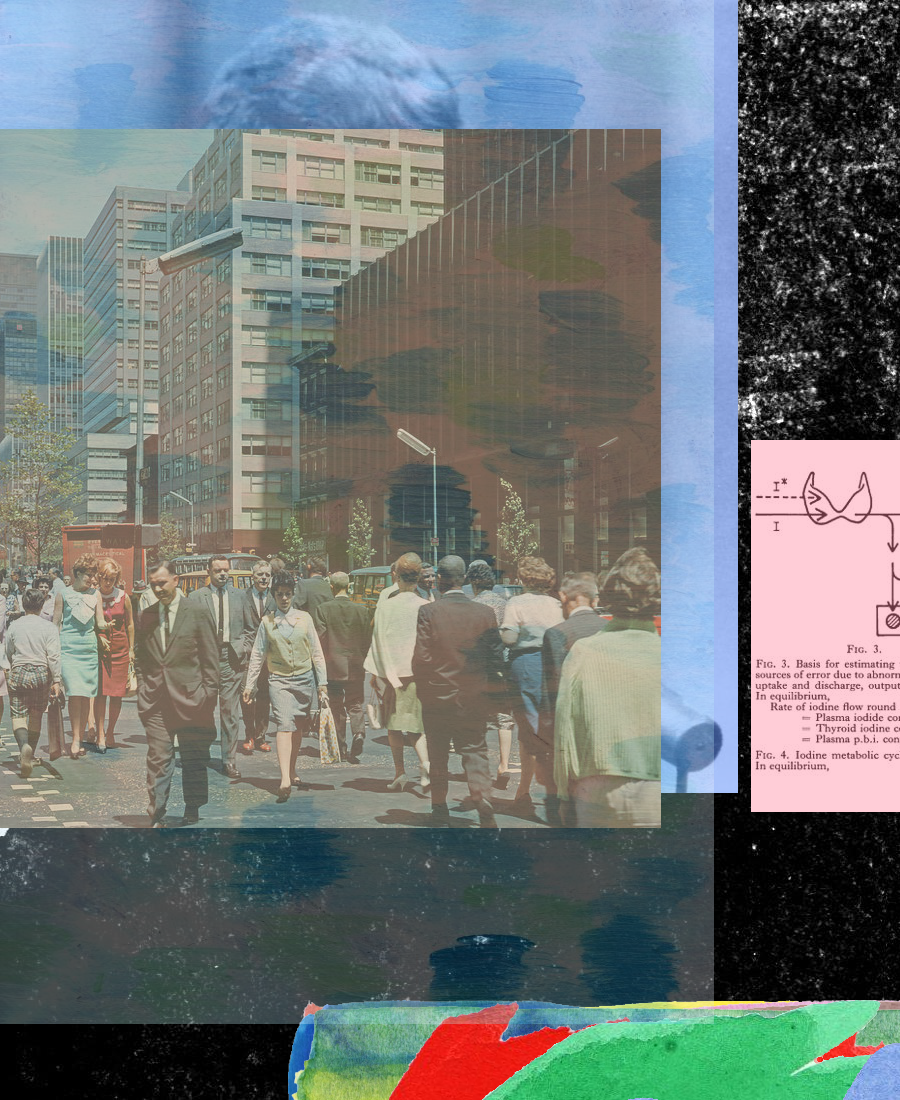 I*
I
FIG. 3.
FIG. 3. Basis for estimating
sources of error due to abnorm
uptake and discharge, output
In equilibrium,
Rate of iodine flow round
= Plasma iodide co
= Thyroid iodine c
= Plasma p.b.i. con
FIG. 4. Iodine metabolic cyc
In equilibrium,